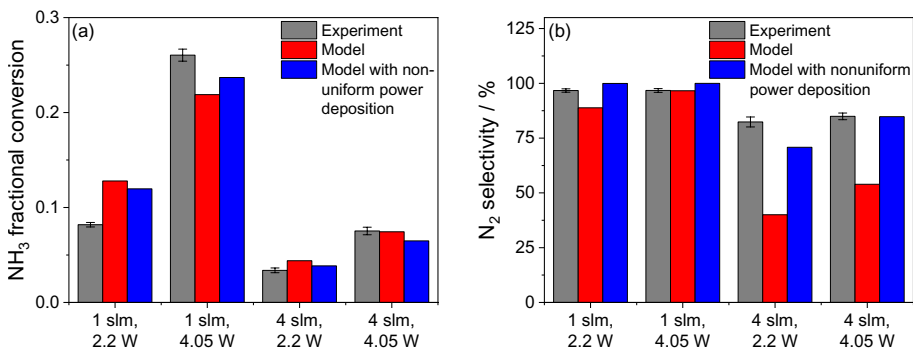 (a)
Experiment
Model
Model with non-
uniform power
deposition
NH₃ fractional conversion
0.3
0.2
0.1
0.0
1 slm,
2.2 W
1 slm,
4.05 W
4 slm,
2.2 W
4 slm,
4.05 W
(b)
Experiment
Model
Model with nonuniform
power deposition
N₂ selectivity / %
125
100
75
50
25
0
1 slm,
2.2 W
1 slm,
4.05 W
4 slm,
2.2 W
4 slm,
4.05 W